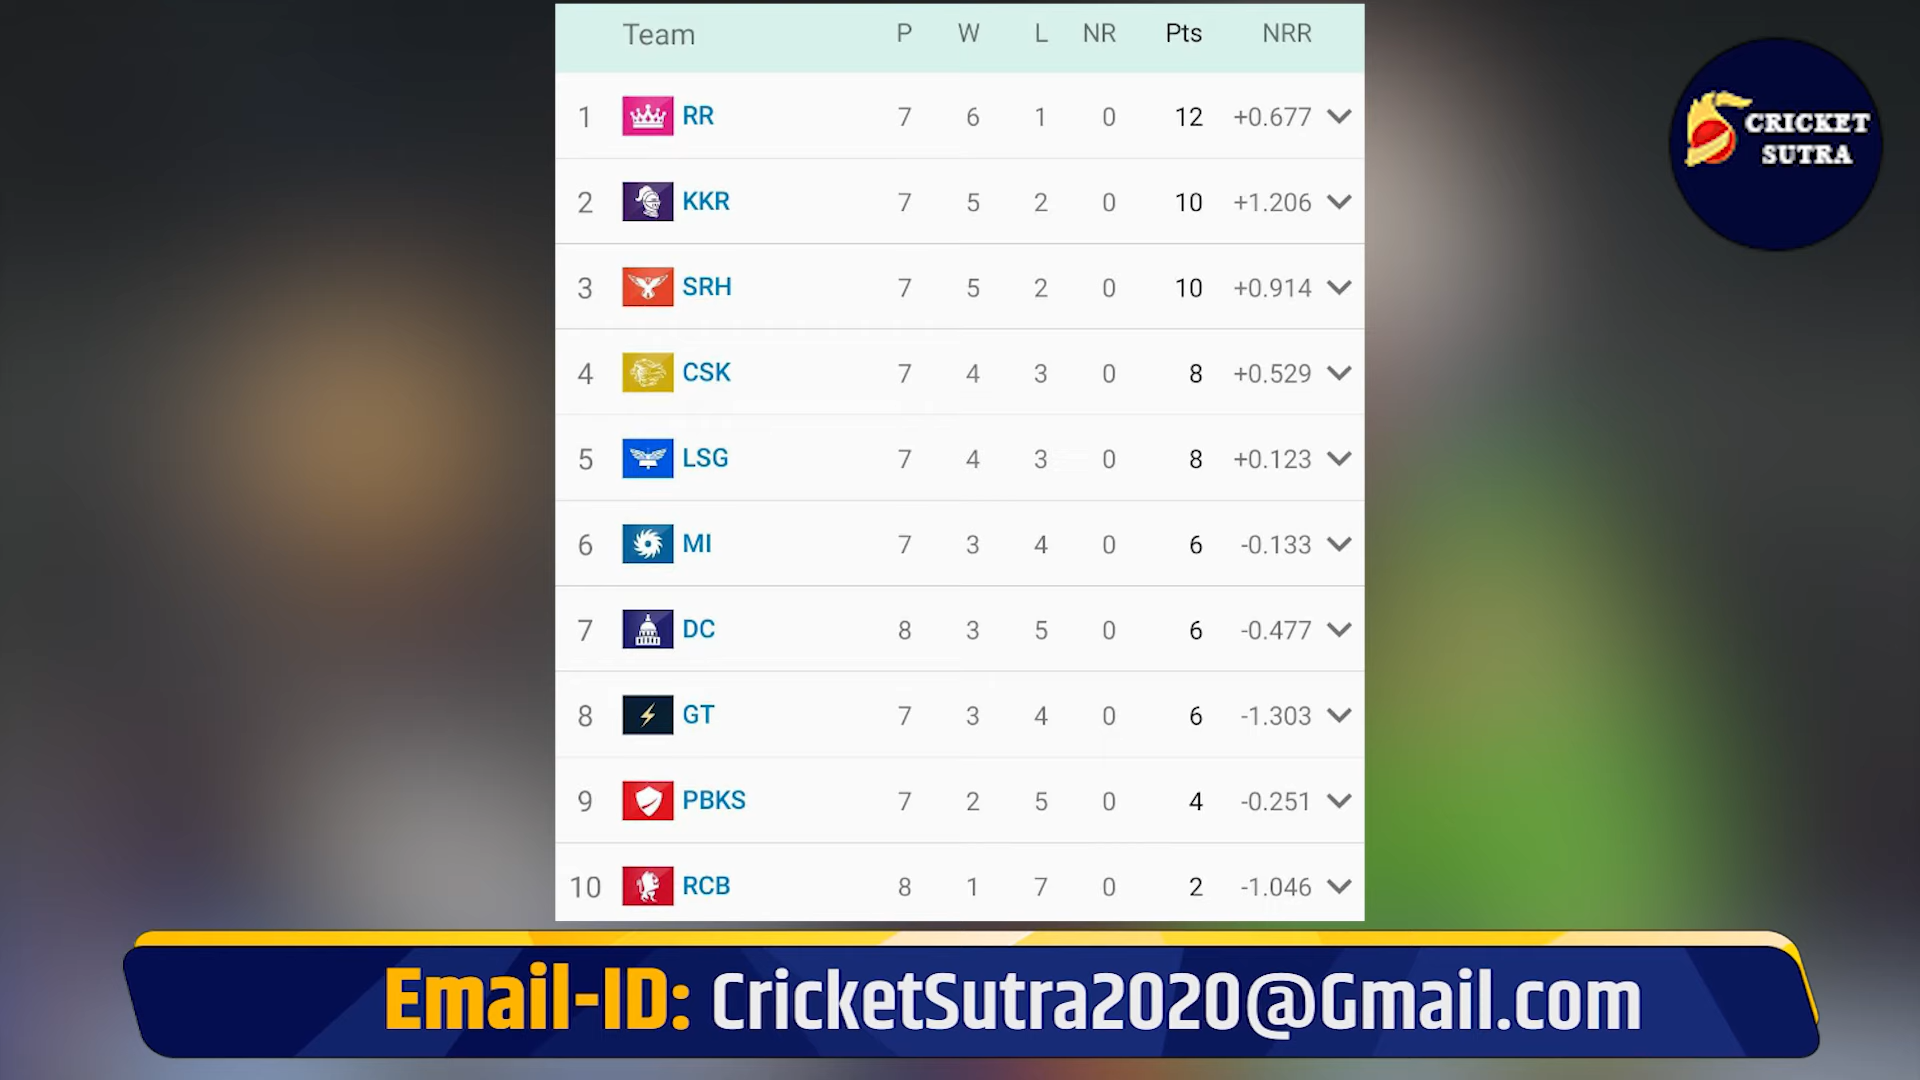 Team P W L NR Pts NRR
1 RR 7 6 1 0 12 +0.677
2 KKR 7 5 2 0 10 +1.206
3 SRH 7 5 2 0 10 +0.914
4 CSK 7 4 3 0 8 +0.529
5 LSG 7 4 3 0 8 +0.123
6 MI 7 3 4 0 6 -0.133
7 DC 8 3 5 0 6 -0.477
8 GT 7 3 4 0 6 -1.303
9 PBKS 7 2 5 0 4 -0.251
10 RCB 8 1 7 0 2 -1.046
CRICKET
SUTRA
Email-ID: CricketSutra2020@Gmail.com